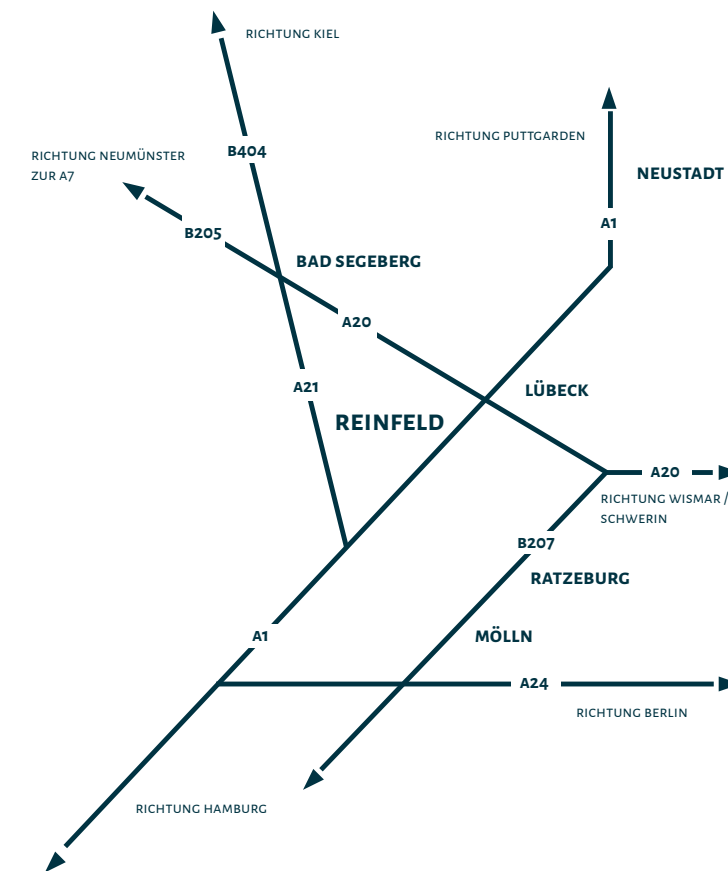 RICHTUNG KIEL
RICHTUNG PUTTGARDEN
B404
RICHTUNG NEUMÜNSTER
ZUR A7
NEUSTADT
A1
B205
BAD SEGEBERG
A20
A21
LÜBECK
REINFELD
A20
RICHTUNG WISMAR /
SCHWERIN
B207
RATZEBURG
A1
MÖLLN
A24
RICHTUNG BERLIN
RICHTUNG HAMBURG